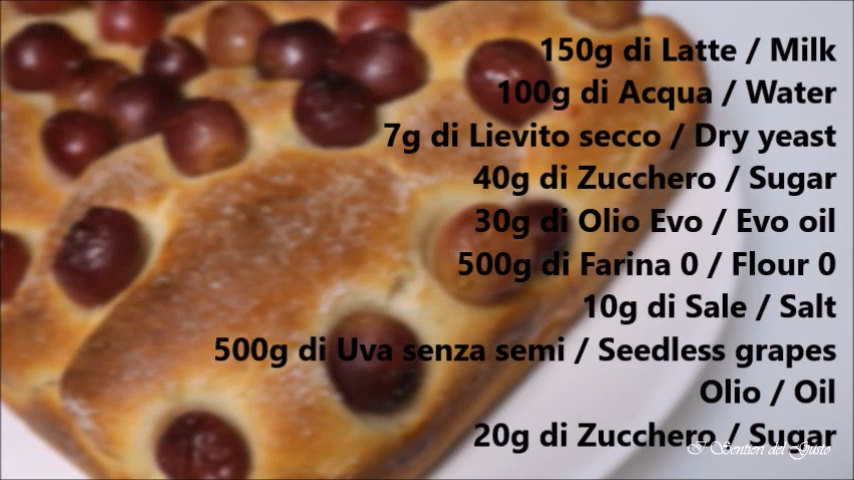 150g di Latte / Milk
100g di Acqua / Water
7g di Lievito secco / Dry yeast
40g di Zucchero / Sugar
30g di Olio Evo / Evo oil
500g di Farina 0 / Flour 0
10g di Sale / Salt
500g di Uva senza semi / Seedless grapes
Olio / Oil
20g di Zucchero / Sugar
I Sentieri del Gusto